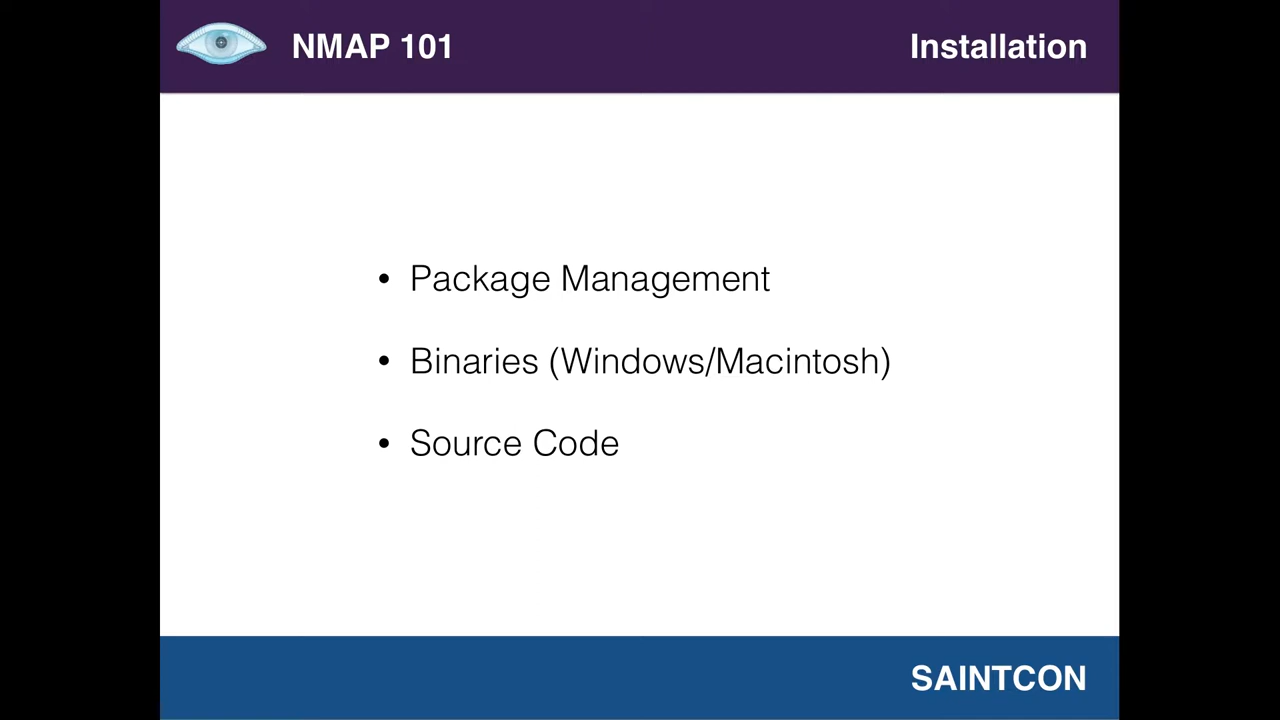 NMAP 101
Installation
• Package Management
• Binaries (Windows/Macintosh)
• Source Code
SAINTCON